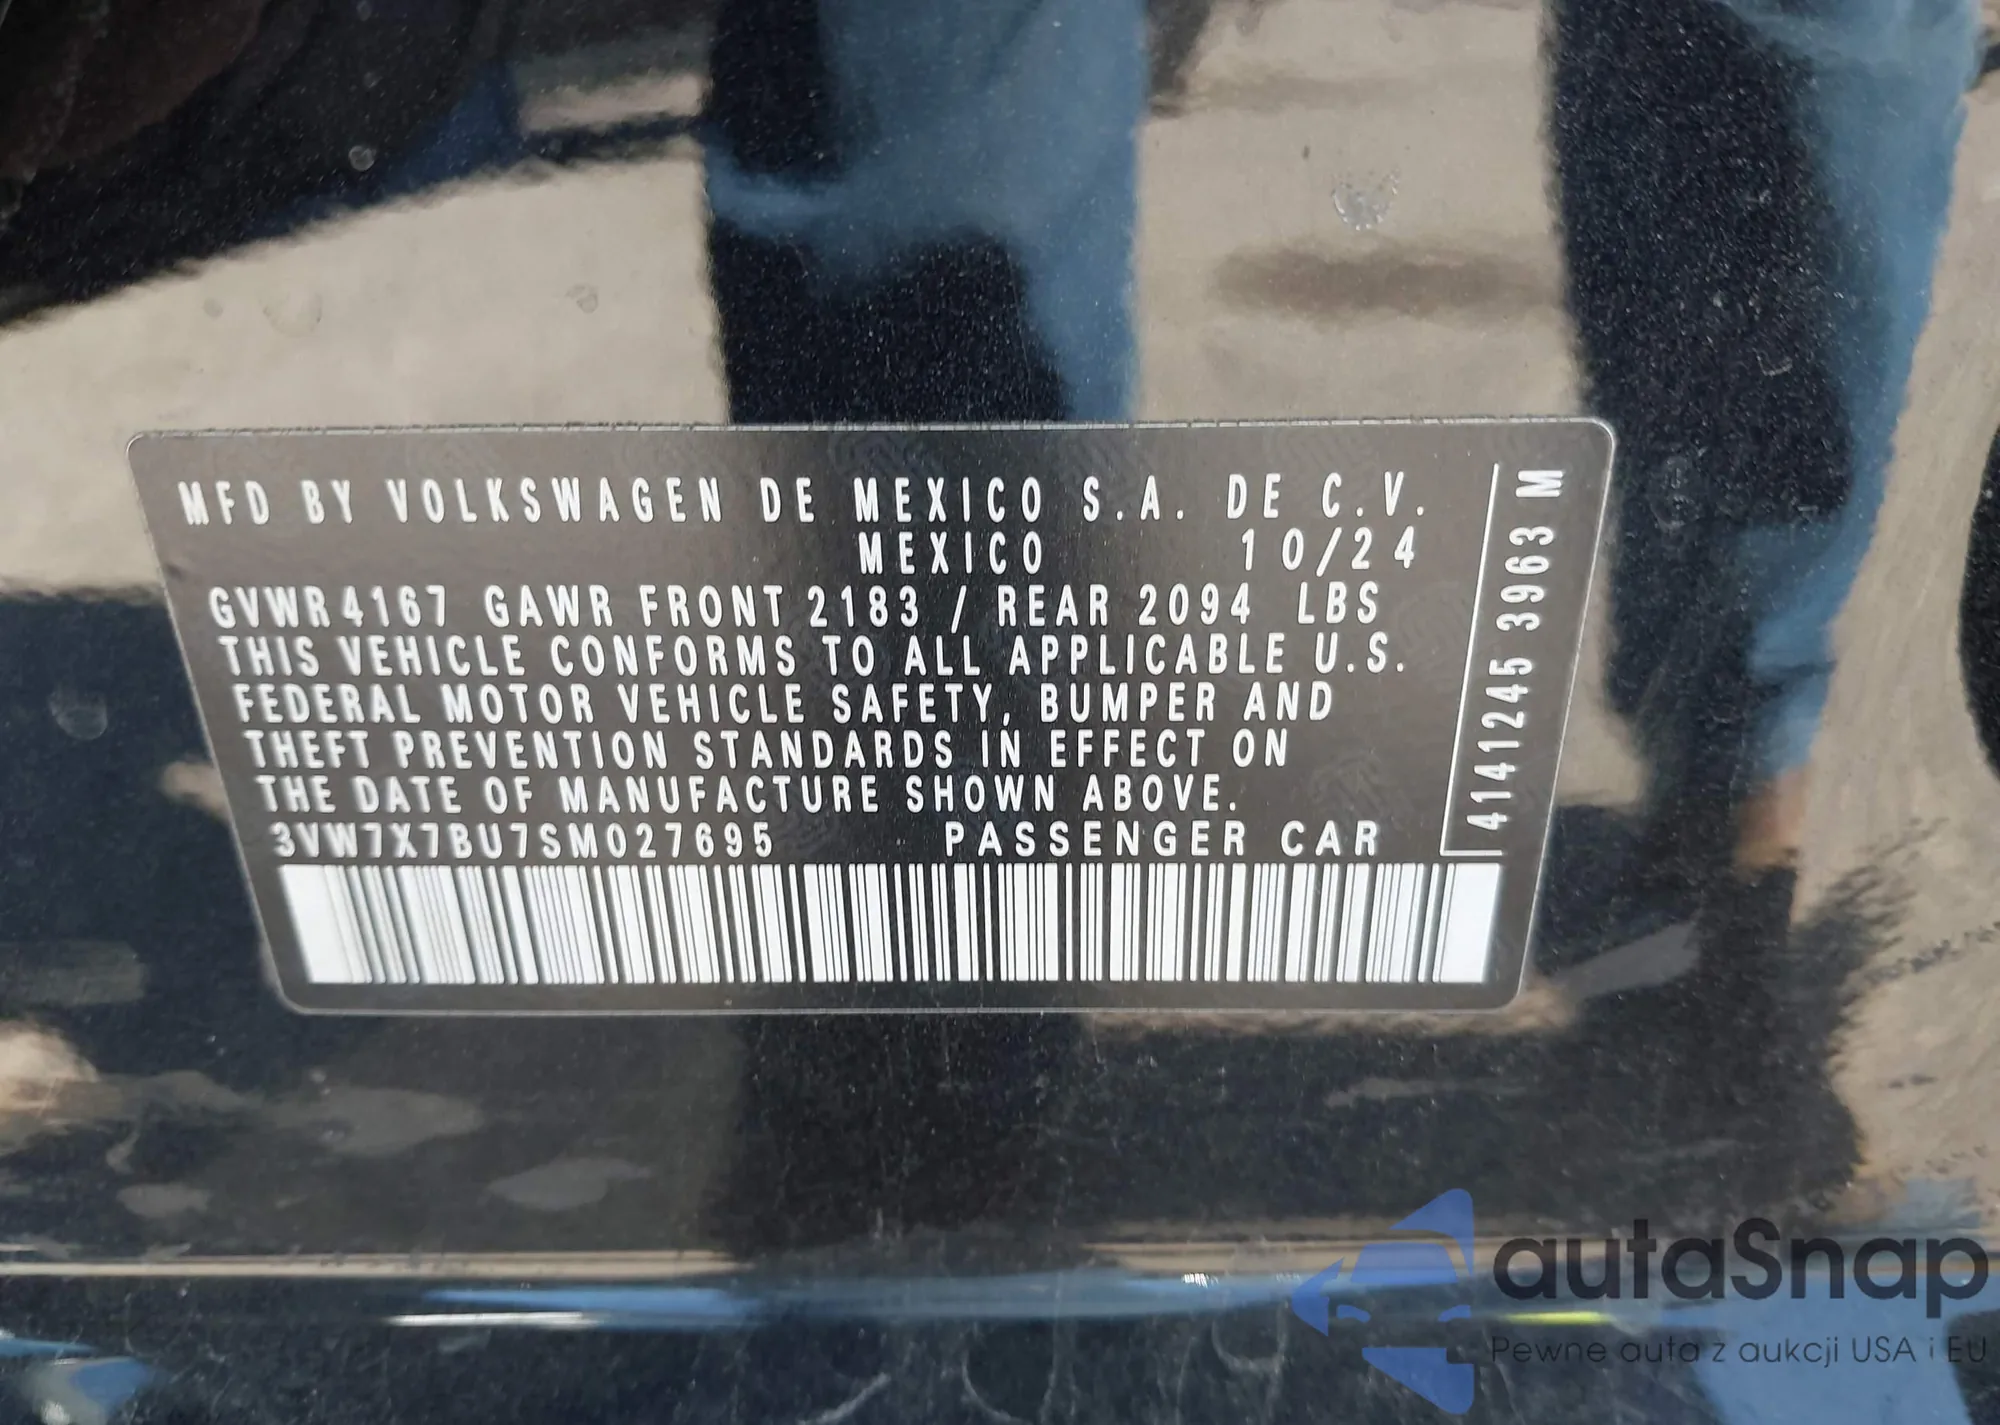 MFD BY VOLKSWAGEN DE MEXICO S.A. DE C.V.
MEXICO 10/24
GVWR 4167 GAWR FRONT 2183 / REAR 2094 LBS
THIS VEHICLE CONFORMS TO ALL APPLICABLE U.S.
FEDERAL MOTOR VEHICLE SAFETY, BUMPER AND
THEFT PREVENTION STANDARDS IN EFFECT ON
THE DATE OF MANUFACTURE SHOWN ABOVE.
3VW7X7BU7SM027695 PASSENGER CAR
4141245 3963 M
autaSnap
Pewne auta z aukcji USA i EU